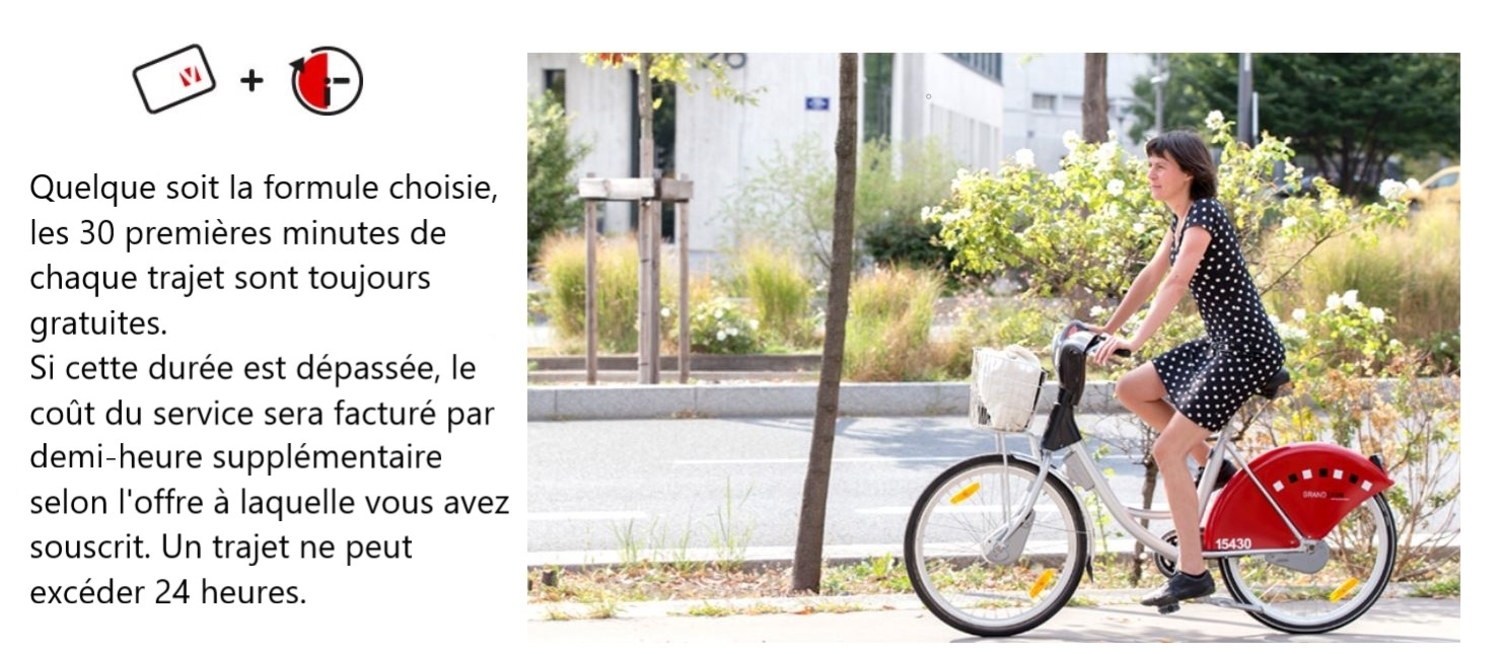 V
Quelque soit la formule choisie,
les 30 premières minutes de
chaque trajet sont toujours
gratuites.
Si cette durée est dépassée, le
coût du service sera facturé par
demi-heure supplémentaire
selon l'offre à laquelle vous avez
souscrit. Un trajet ne peut
excéder 24 heures.
GRAND
15430